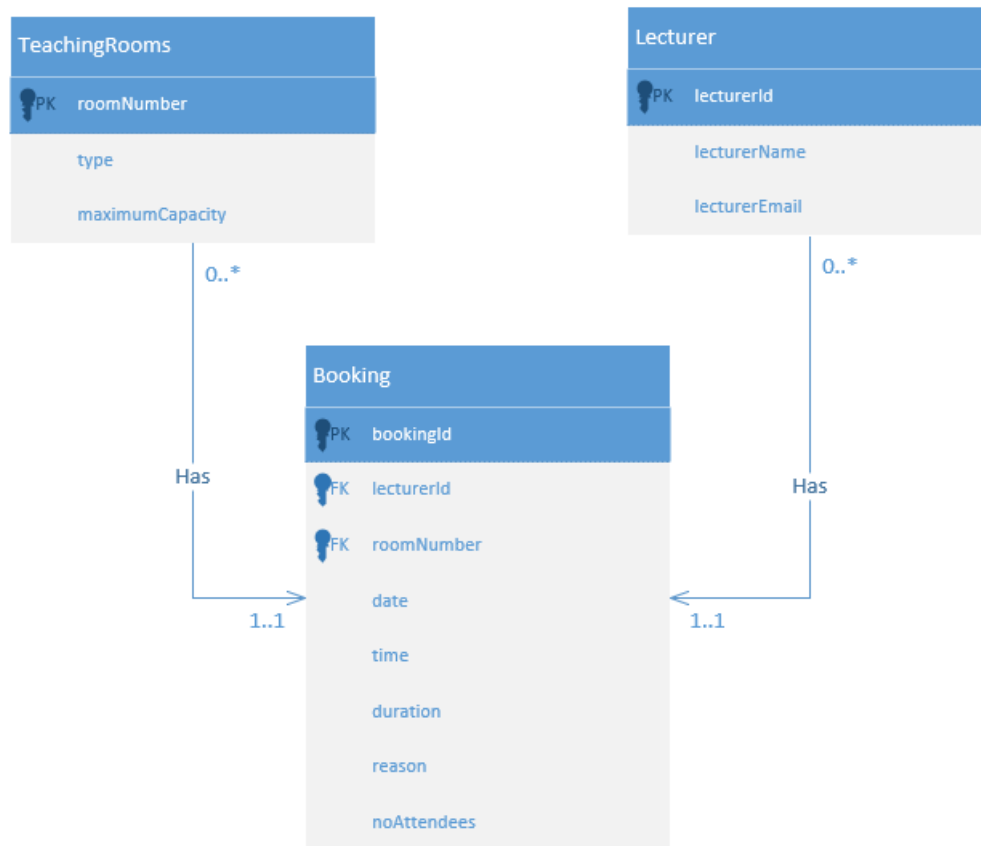 TeachingRooms
PK roomNumber
type
maximumCapacity
0..*
Has
1..1
Lecturer
PK lecturerId
lecturerName
lecturerEmail
0..*
Has
1..1
Booking
PK bookingId
FK lecturerId
FK roomNumber
date
time
duration
reason
noAttendees